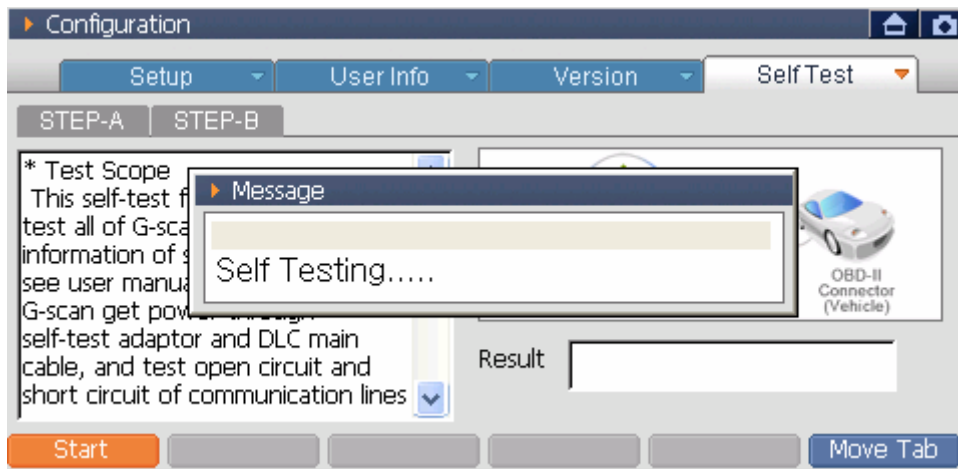 Configuration
Setup
User Info
Version
Self Test
STEP-A
STEP-B
* Test Scope
This self-test f
test all of G-sca
information of s
see user manua
G-scan get power through
self-test adaptor and DLC main
cable, and test open circuit and
short circuit of communication lines
Message
Self Testing.....
OBD-II
Connector
(Vehicle)
Result
Start
Move Tab